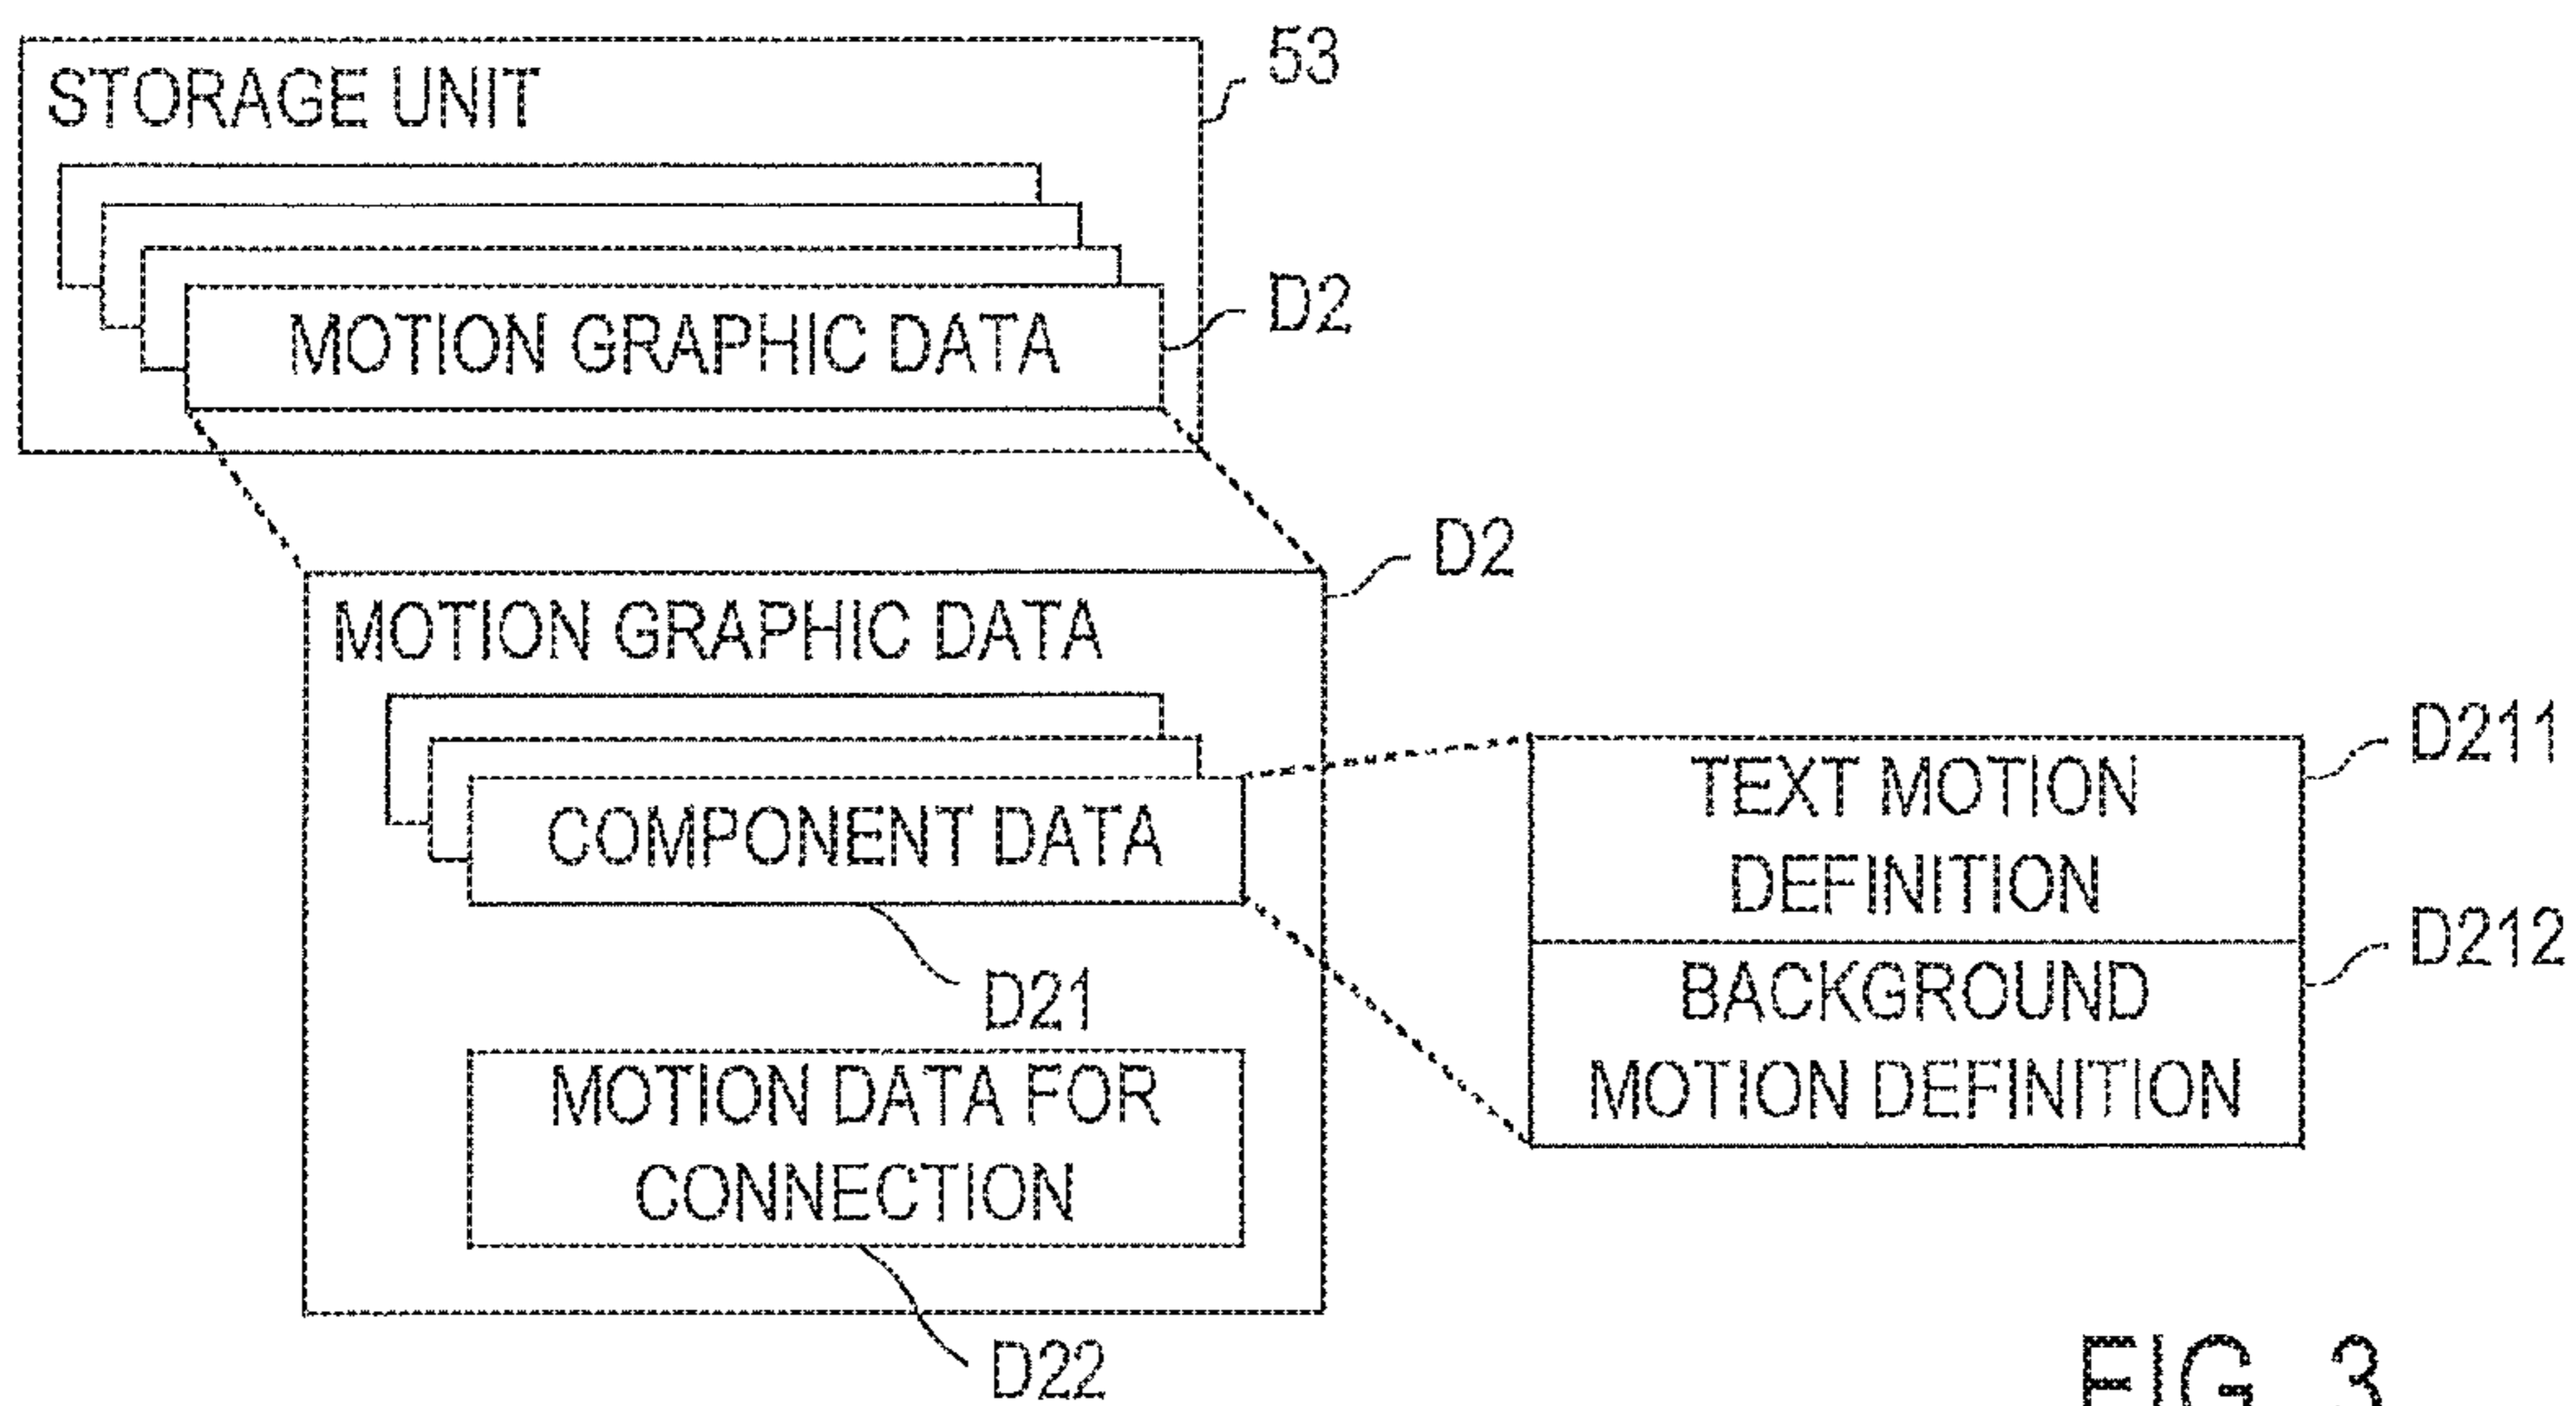 STORAGE UNIT
53
MOTION GRAPHIC DATA
D2
D2
MOTION GRAPHIC DATA
COMPONENT DATA
D21
MOTION DATA FOR
CONNECTION
D22
TEXT MOTION
DEFINITION
D211
BACKGROUND
MOTION DEFINITION
D212
FIG. 3